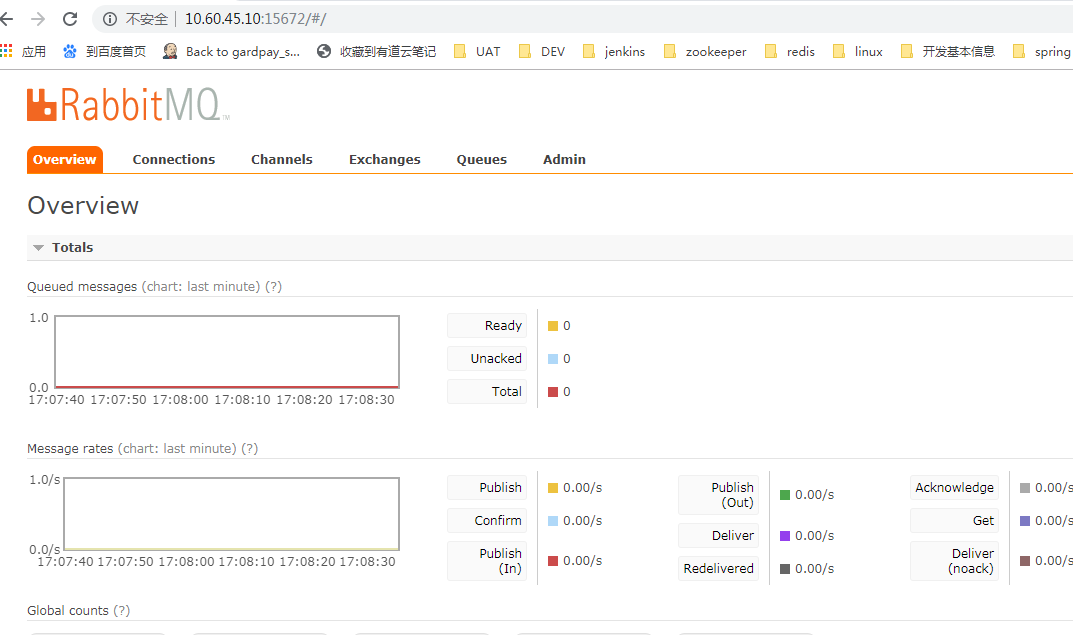 不安全 | 10.60.45.10:15672/#/
应用 到百度首页 Back to gardpay_s... 收藏到有道云笔记 UAT DEV jenkins zookeeper redis linux 开发基本信息 spring
RabbitMQ TM
Overview Connections Channels Exchanges Queues Admin
Overview
Totals
Queued messages (chart: last minute) (?)
1.0
0.0
17:07:40 17:07:50 17:08:00 17:08:10 17:08:20 17:08:30
Ready 0
Unacked 0
Total 0
Message rates (chart: last minute) (?)
1.0/s
0.0/s
17:07:40 17:07:50 17:08:00 17:08:10 17:08:20 17:08:30
Publish 0.00/s
Confirm 0.00/s
Publish
(In) 0.00/s
Publish
(Out) 0.00/s
Deliver 0.00/s
Redelivered 0.00/s
Acknowledge 0.00/s
Get 0.00/s
Deliver
(noack) 0.00/s
Global counts (?)